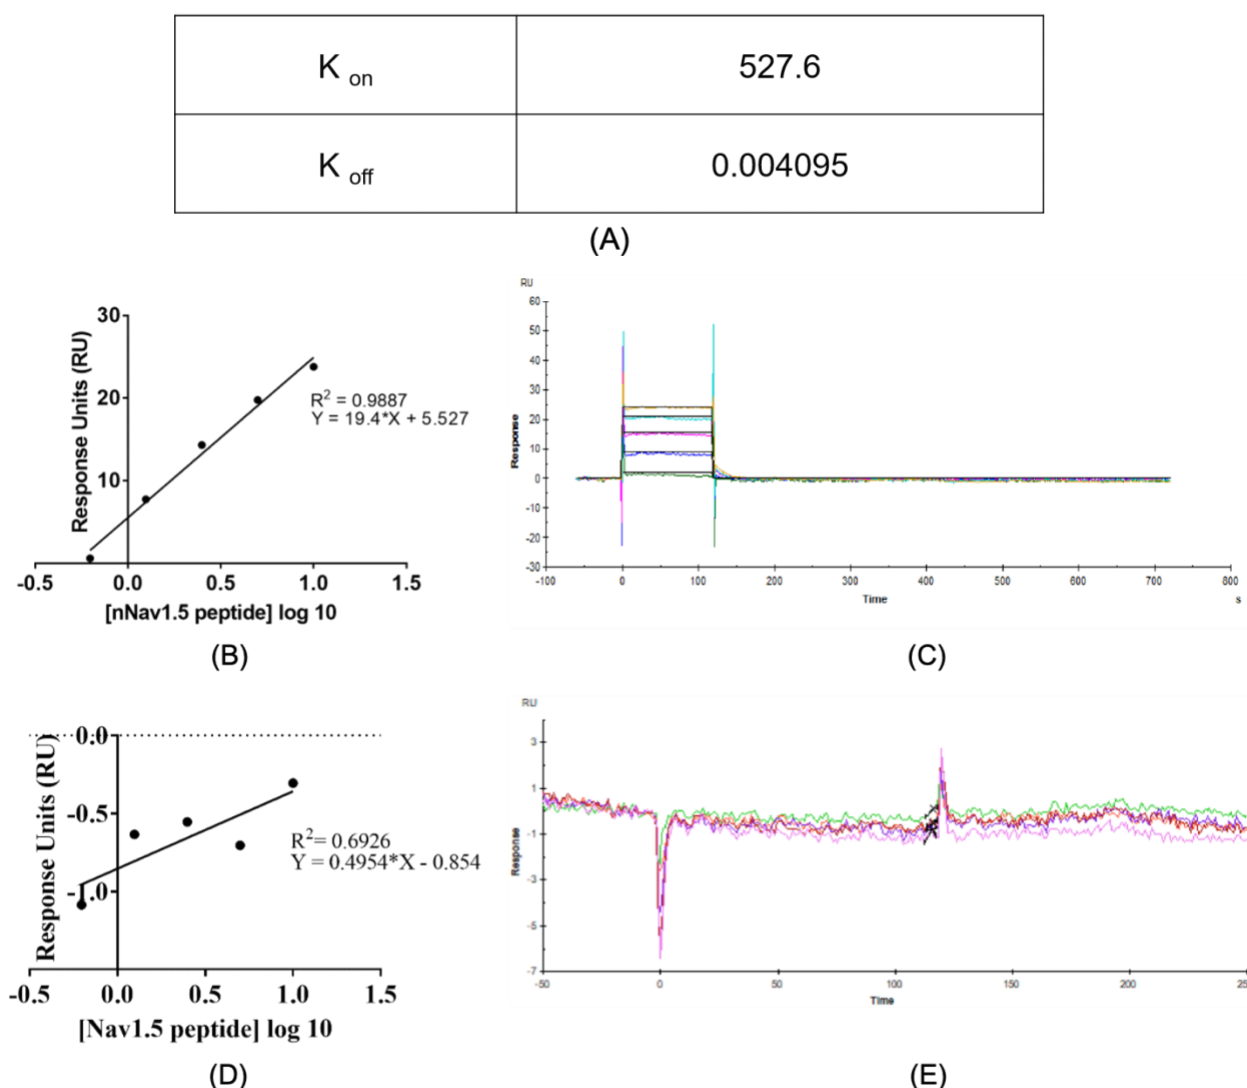 K on 527.6
K off 0.004095
(A)
30
20
10
Response Units (RU)
R² = 0.9887
Y = 19.4*X + 5.527
-0.5 0.0 0.5 1.0 1.5
[nNav1.5 peptide] log 10
(B)
RU
60
50
40
30
20
10
0
-10
-20
-30
Response
-100 0 100 200 300 400 500 600 700 800
Time s
(C)
0.0
-0.5
-1.0
Response Units (RU)
R²= 0.6926
Y = 0.4954*X - 0.854
-0.5 0.0 0.5 1.0 1.5
[Nav1.5 peptide] log 10
(D)
RU
3
1
-1
-3
-5
-7
Response
-50 0 50 100 150 200 250
Time
(E)